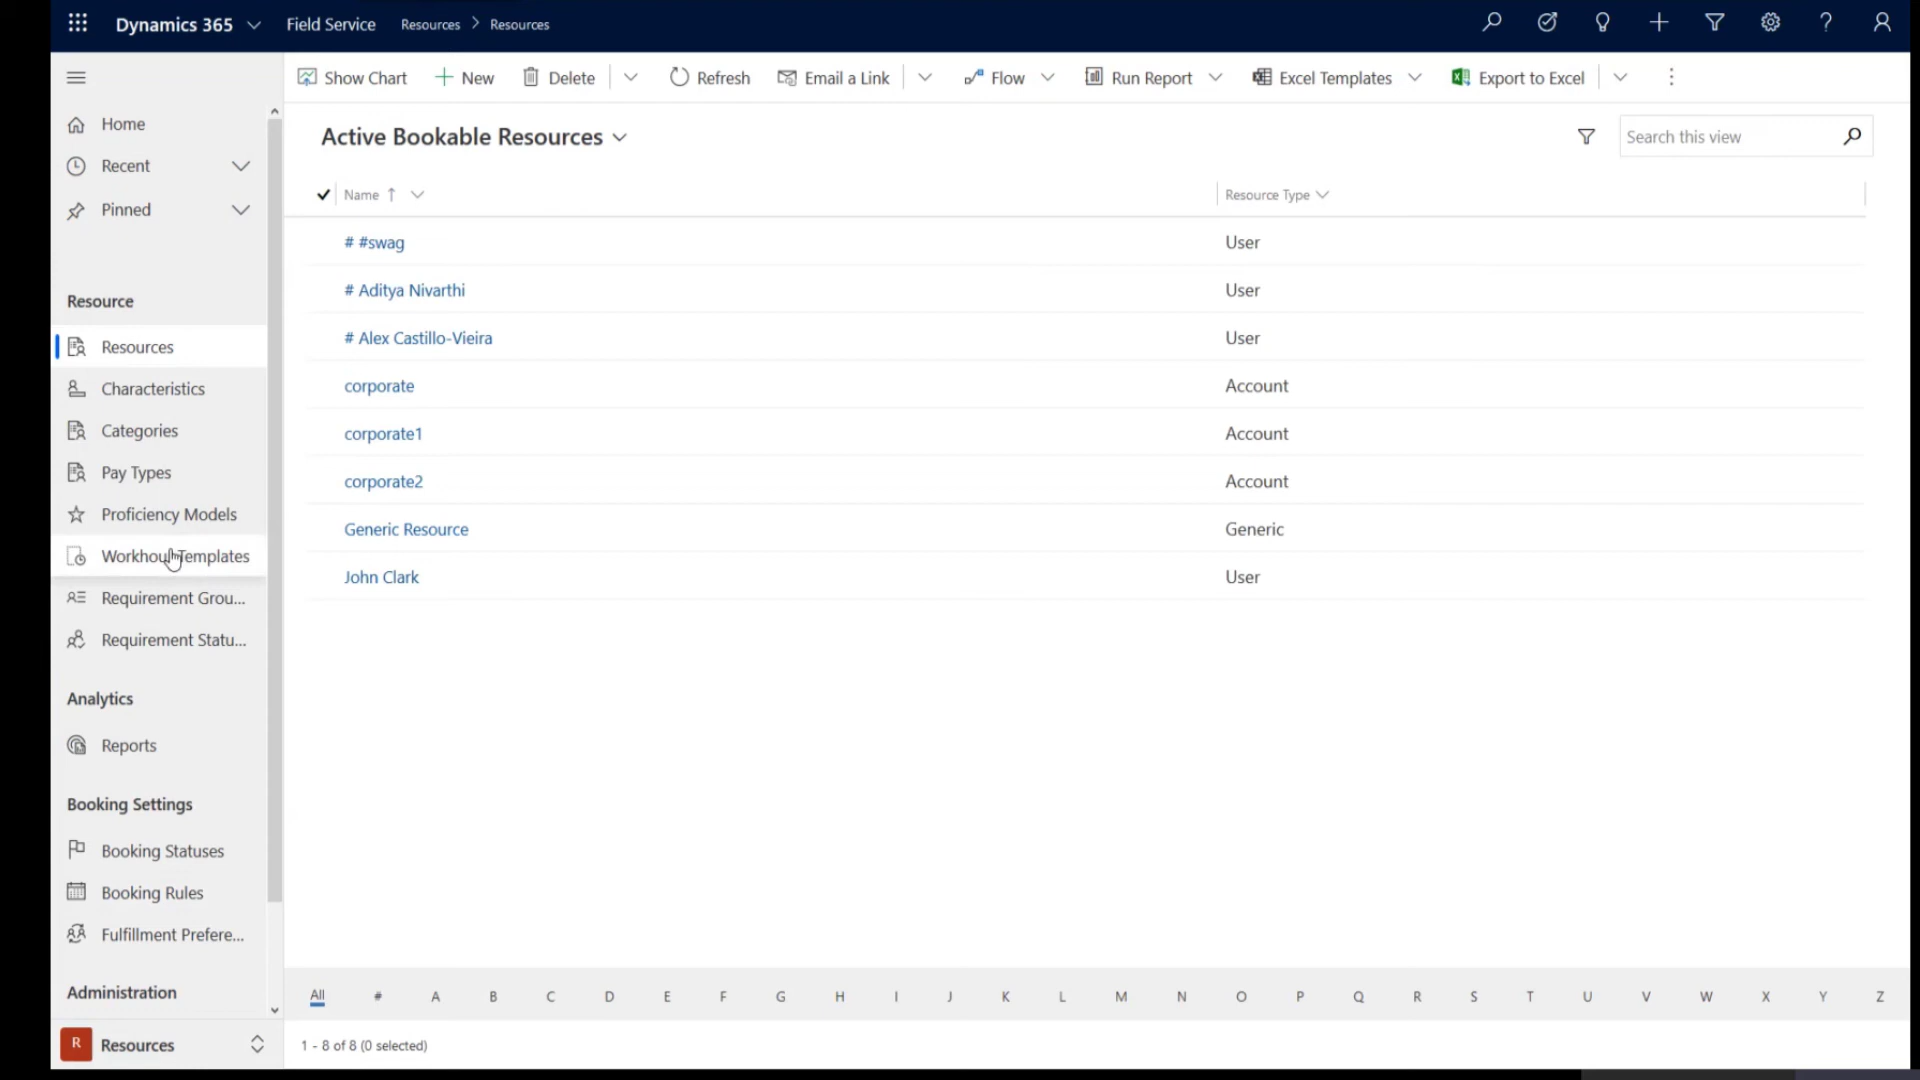 Dynamics 365 Field Service Resources > Resources
Show Chart New Delete Refresh Email a Link Flow Run Report Excel Templates Export to Excel
Home
Recent
Pinned
Resource
Resources
Characteristics
Categories
Pay Types
Proficiency Models
Workhour Templates
Requirement Grou...
Requirement Statu...
Analytics
Reports
Booking Settings
Booking Statuses
Booking Rules
Fulfillment Prefere...
Administration
R Resources
Active Bookable Resources
Search this view
Name Resource Type
# #swag User
# Aditya Nivarthi User
# Alex Castillo-Vieira User
corporate Account
corporate1 Account
corporate2 Account
Generic Resource Generic
John Clark User
All # A B C D E F G H I J K L M N O P Q R S T U V W X Y Z
1 - 8 of 8 (0 selected)